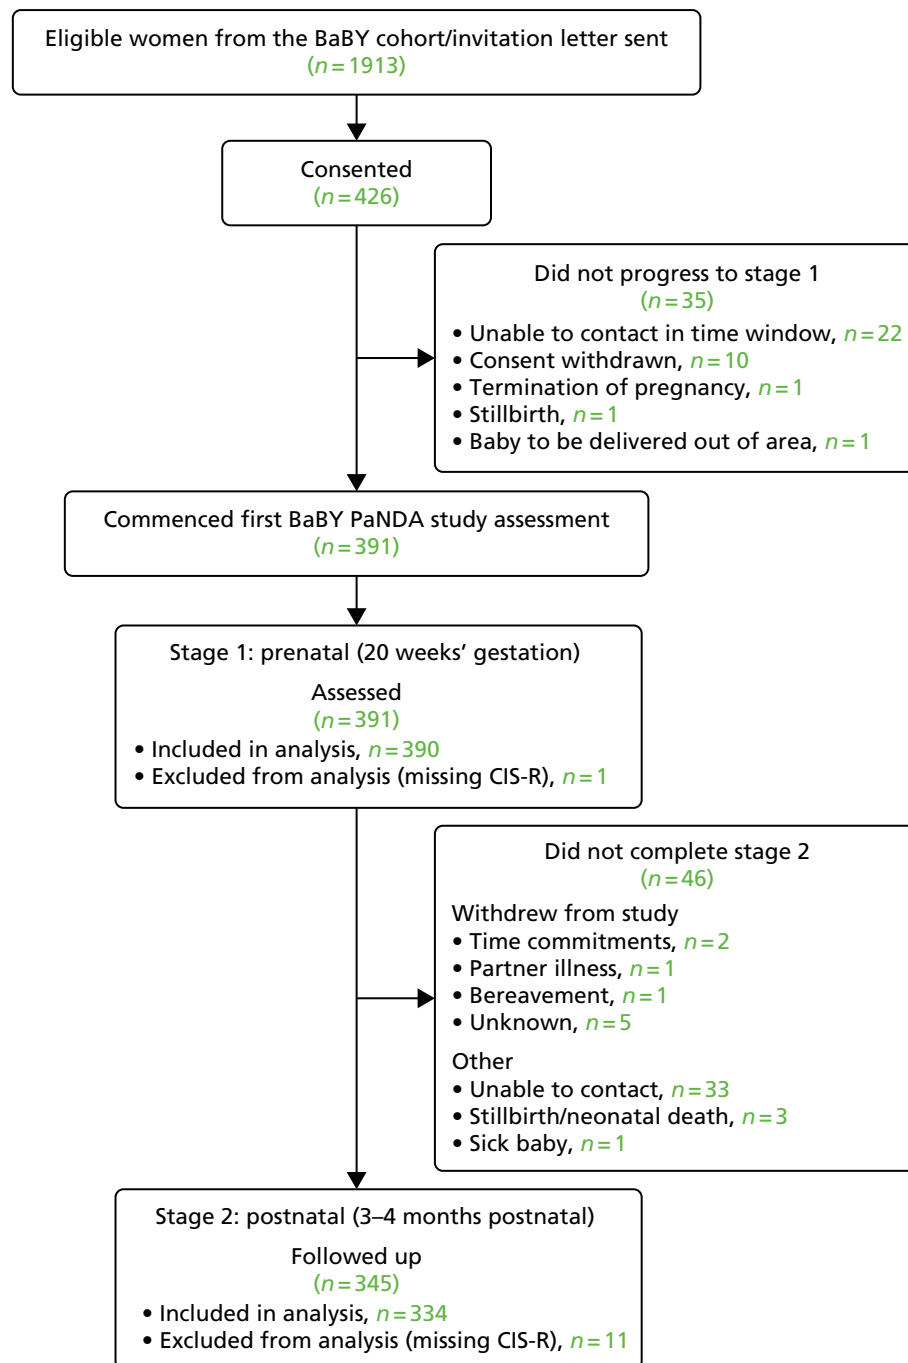 Eligible women from the BaBY cohort/invitation letter sent
(n=1913)
Consented
(n=426)
Did not progress to stage 1
(n=35)
• Unable to contact in time window, n=22
• Consent withdrawn, n=10
• Termination of pregnancy, n=1
• Stillbirth, n=1
• Baby to be delivered out of area, n=1
Commenced first BaBY PaNDA study assessment
(n=391)
Stage 1: prenatal (20 weeks’ gestation)
Assessed
(n=391)
• Included in analysis, n=390
• Excluded from analysis (missing CIS-R), n=1
Did not complete stage 2
(n=46)
Withdrew from study
• Time commitments, n=2
• Partner illness, n=1
• Bereavement, n=1
• Unknown, n=5
Other
• Unable to contact, n=33
• Stillbirth/neonatal death, n=3
• Sick baby, n=1
Stage 2: postnatal (3–4 months postnatal)
Followed up
(n=345)
• Included in analysis, n=334
• Excluded from analysis (missing CIS-R), n=11